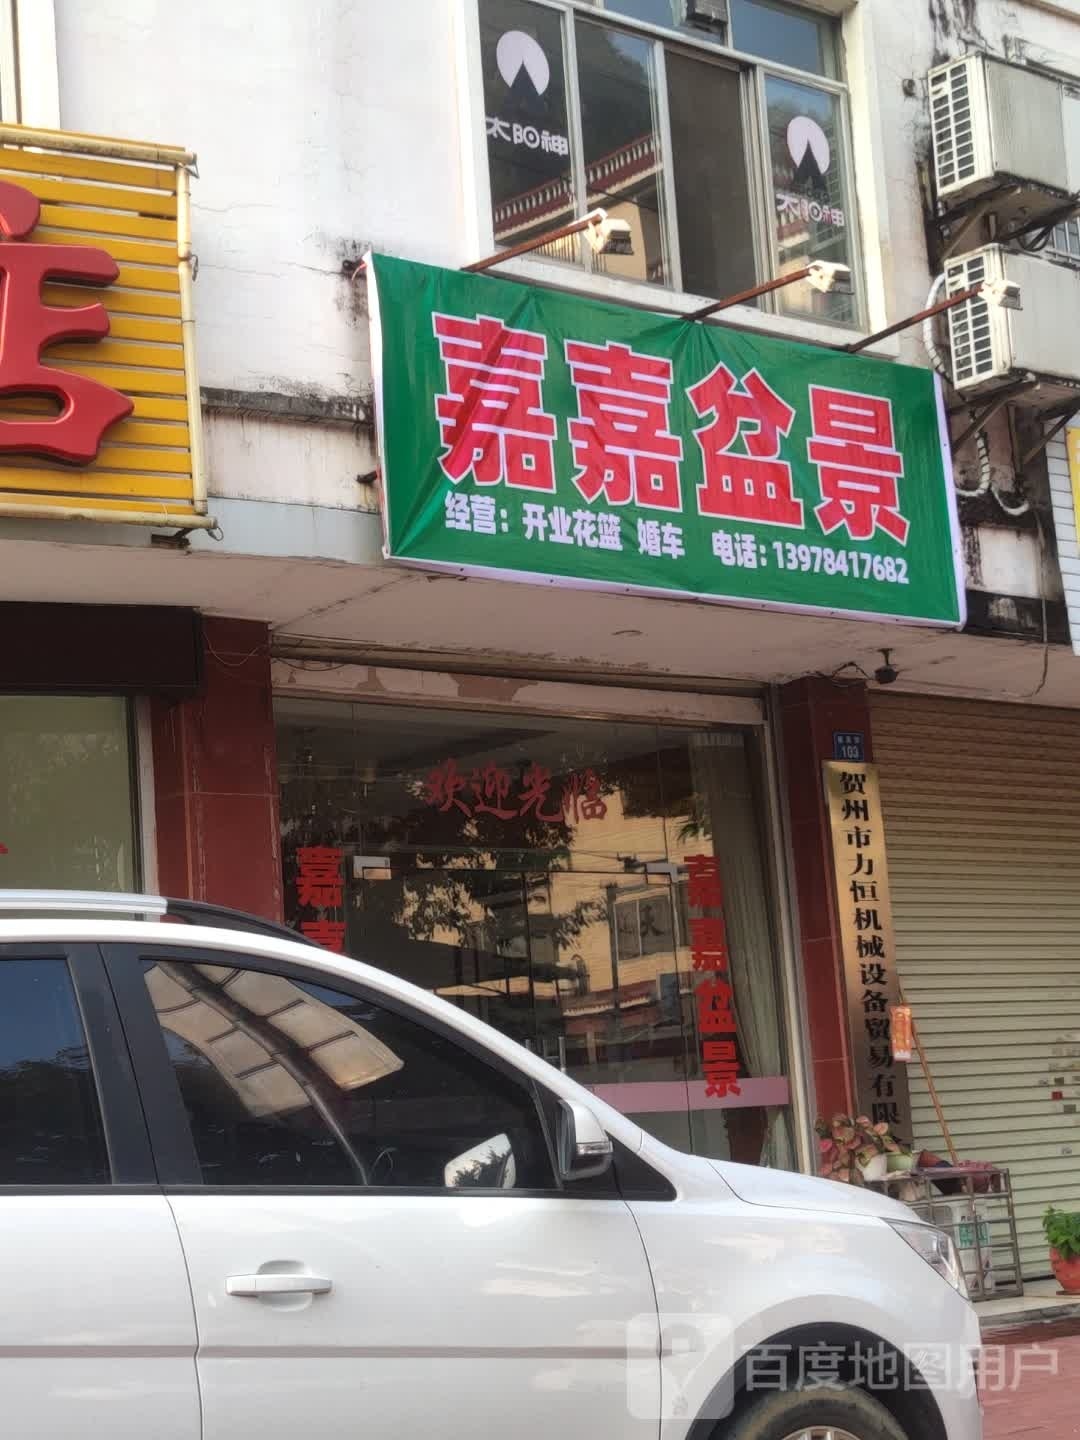 太阳神
太阳神
店
嘉嘉盆景
经营：开业花篮 婚车 电话：13978417682
欢迎光临
嘉嘉盆景
103
贺州市力恒机械设备贸易有限
百度地图用户